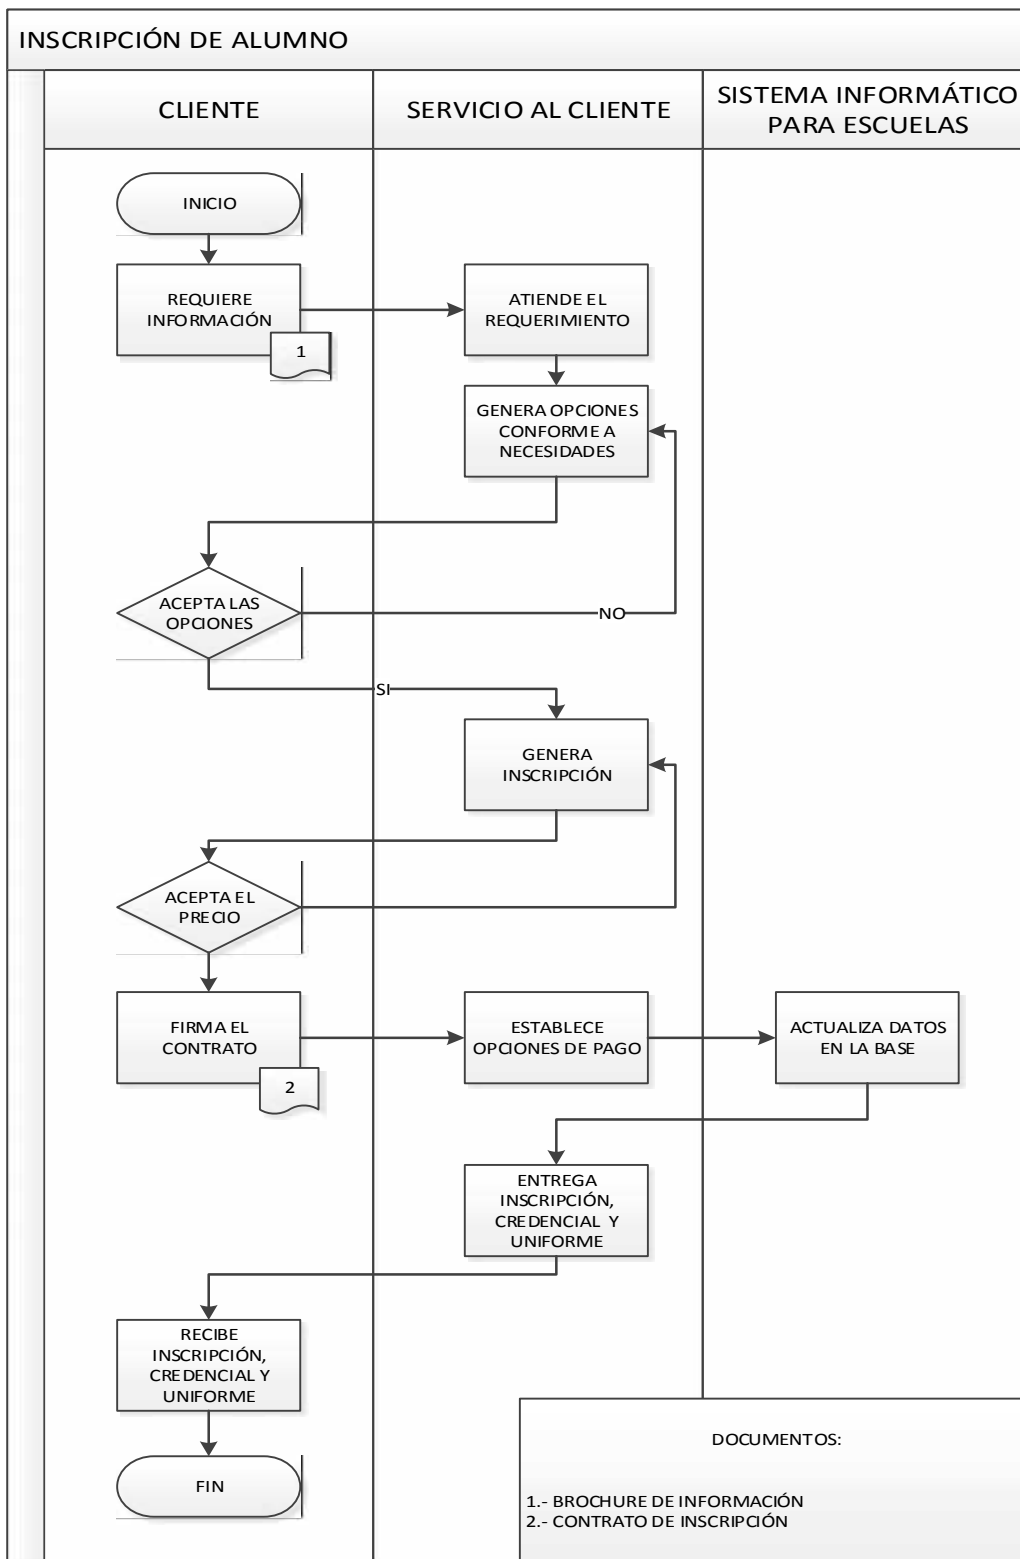 INSCRIPCIÓN DE ALUMNO
CLIENTE
SERVICIO AL CLIENTE
SISTEMA INFORMÁTICO
PARA ESCUELAS
INICIO
REQUIERE
INFORMACIÓN
1
ATIENDE EL
REQUERIMIENTO
GENERA OPCIONES
CONFORME A
NECESIDADES
ACEPTA LAS
OPCIONES
NO
SI
GENERA
INSCRIPCIÓN
ACEPTA EL
PRECIO
FIRMA EL
CONTRATO
2
ESTABLECE
OPCIONES DE PAGO
ACTUALIZA DATOS
EN LA BASE
ENTREGA
INSCRIPCIÓN,
CREDENCIAL Y
UNIFORME
RECIBE
INSCRIPCIÓN,
CREDENCIAL Y
UNIFORME
FIN
DOCUMENTOS:
1.- BROCHURE DE INFORMACIÓN
2.- CONTRATO DE INSCRIPCIÓN